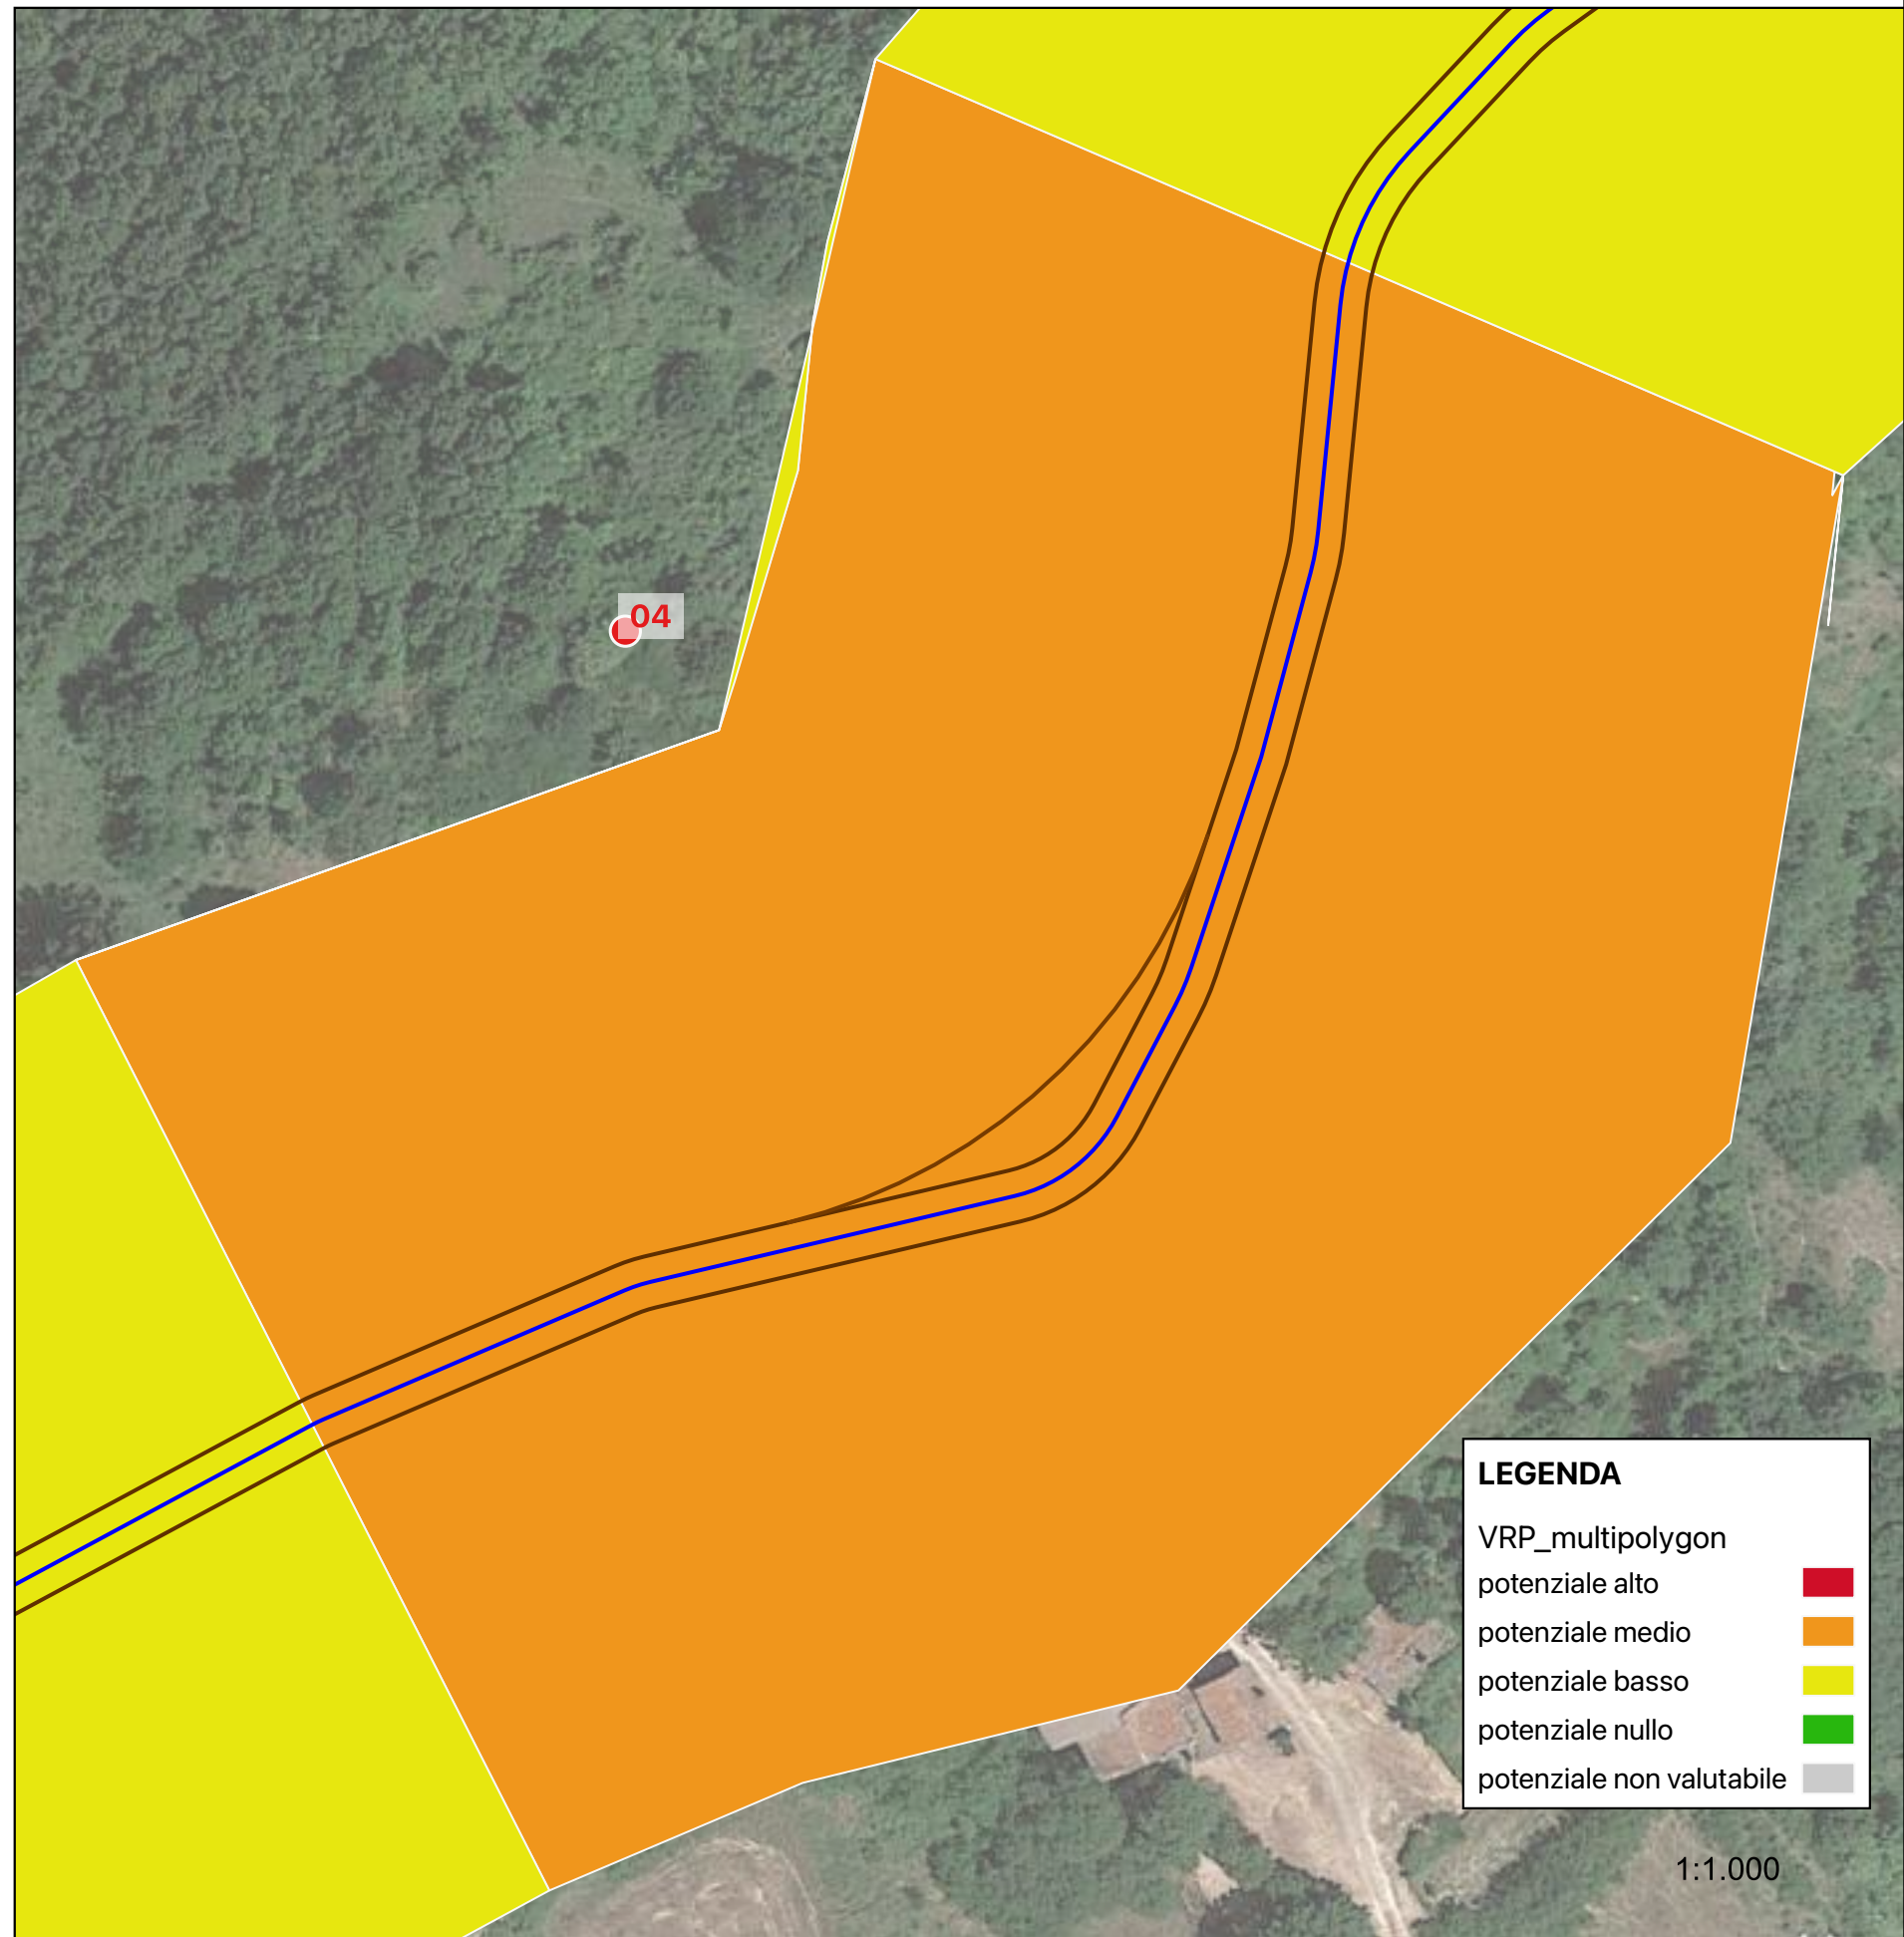 04
LEGENDA
VRP_multipolygon
potenziale alto
potenziale medio
potenziale basso
potenziale nullo
potenziale non valutabile
1:1.000